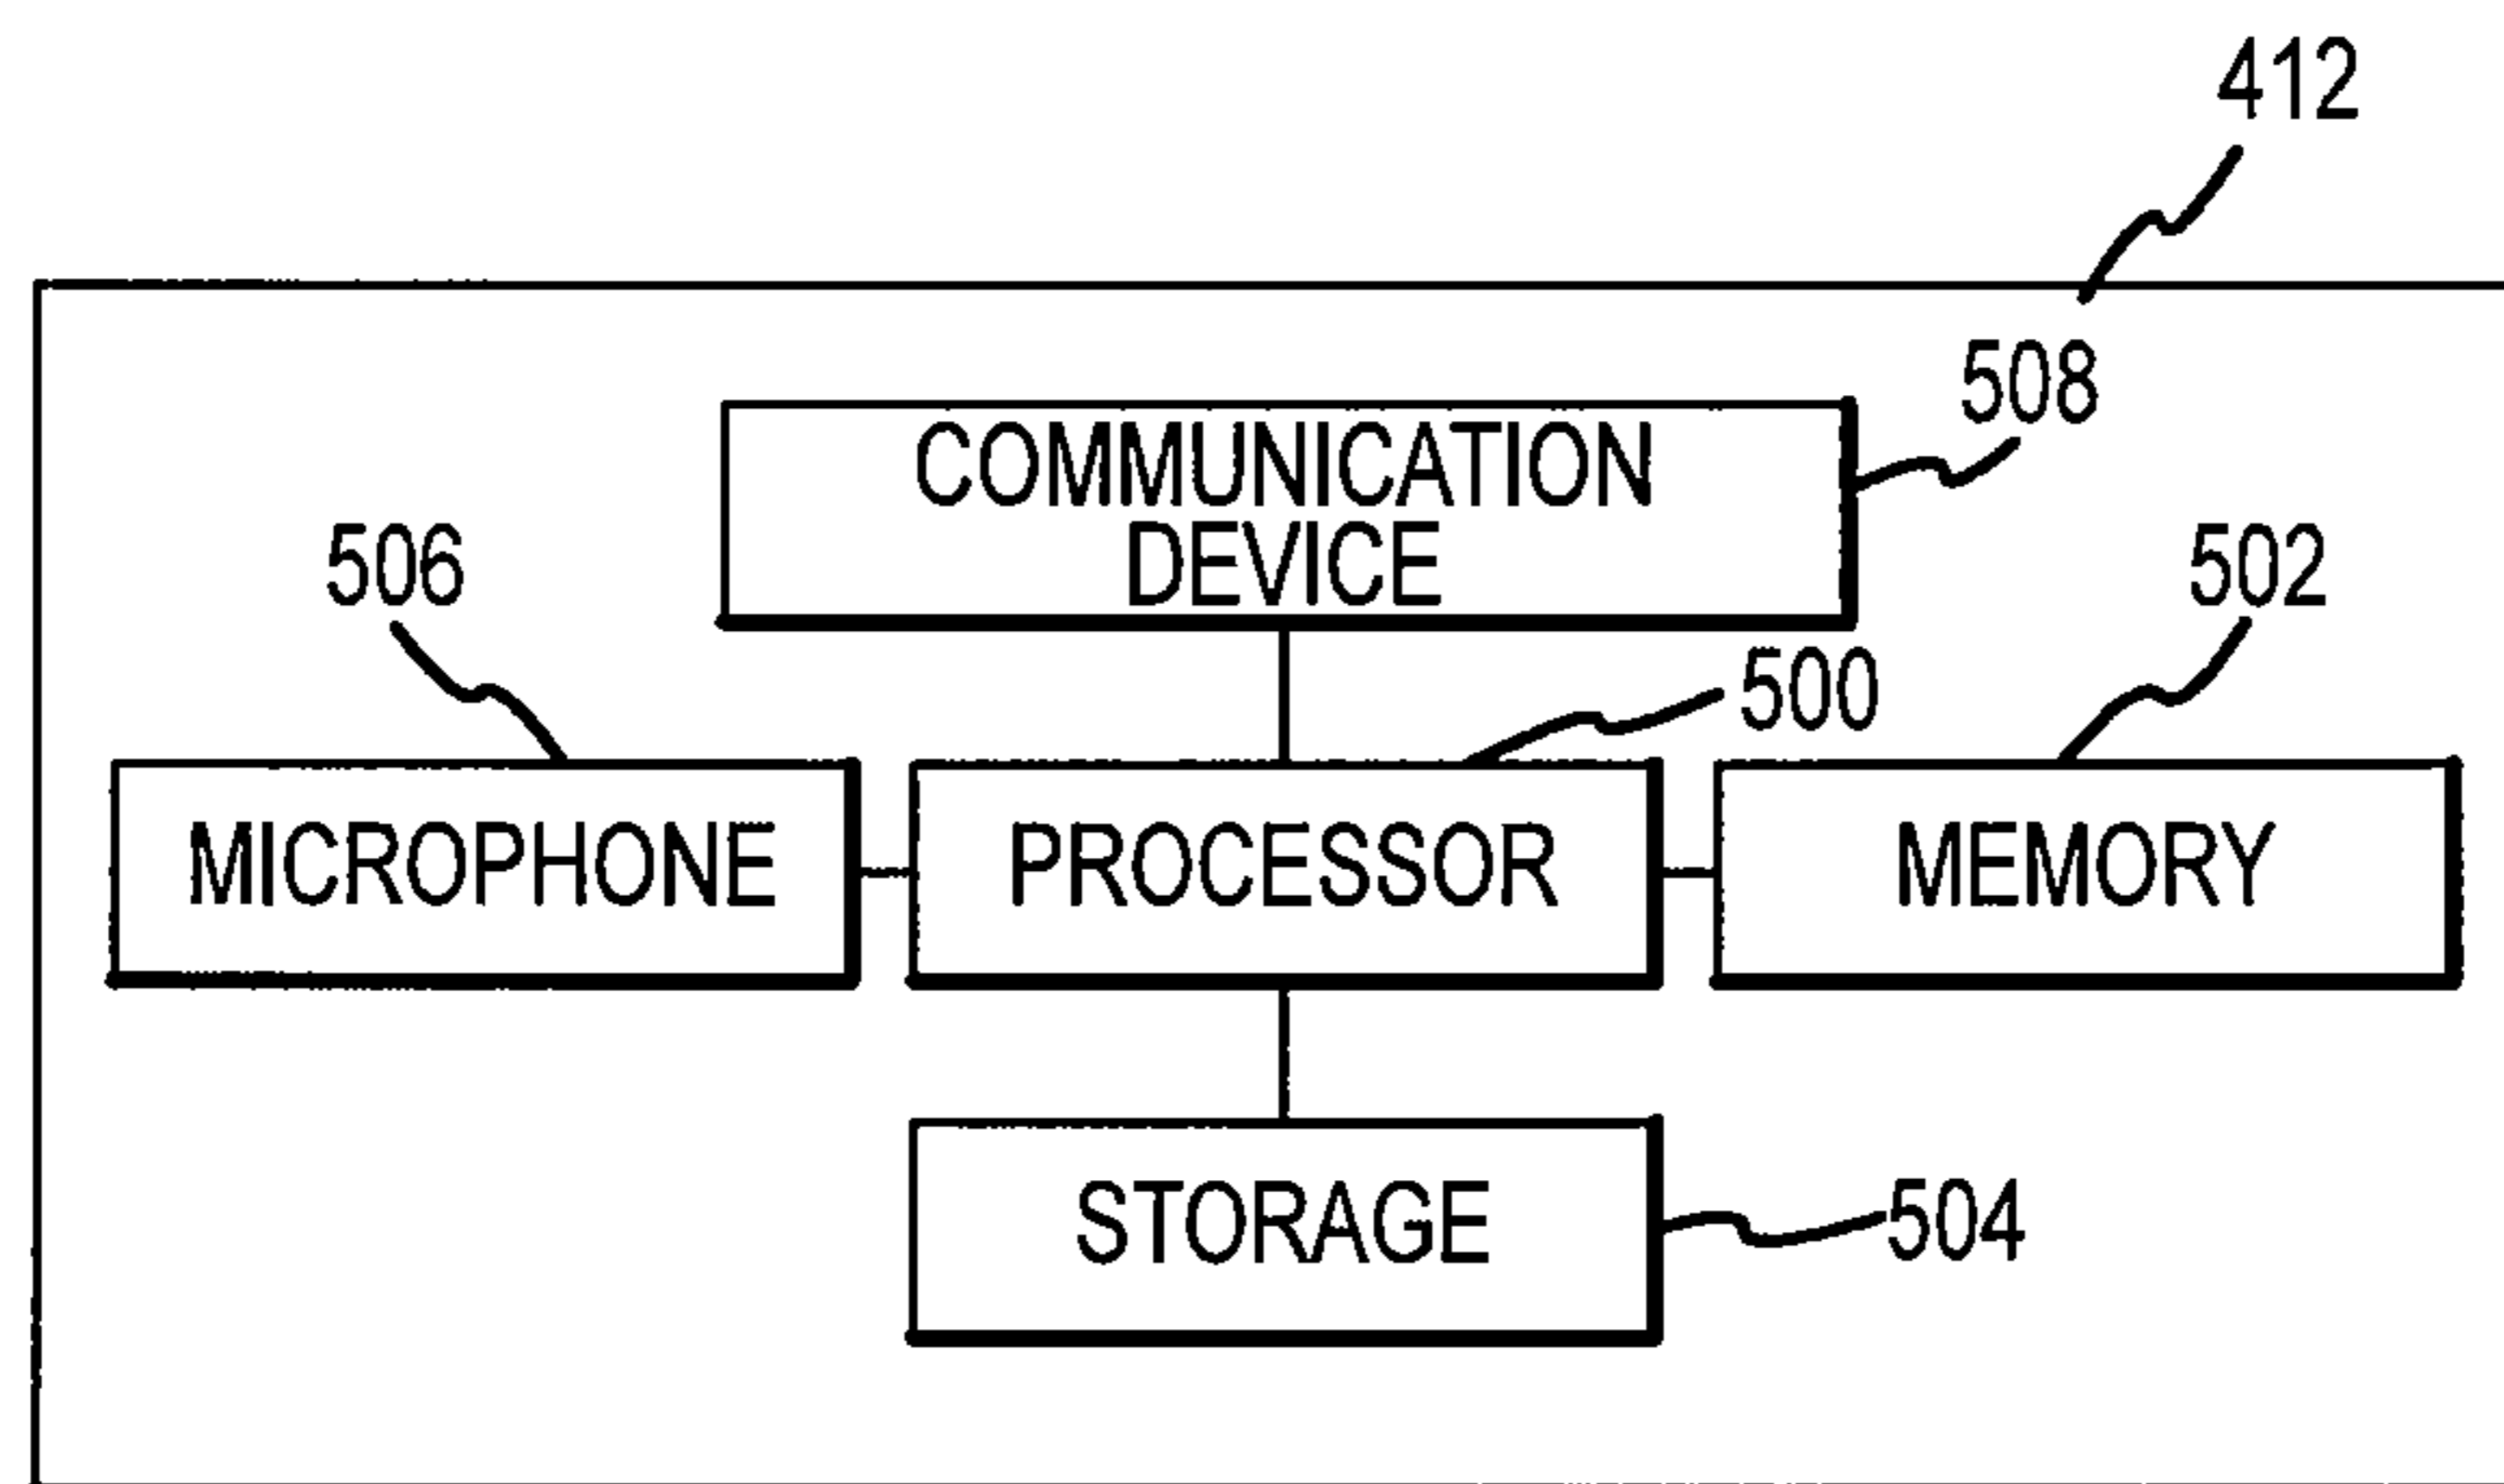 412
508
COMMUNICATION
DEVICE
506
502
500
MICROPHONE
PROCESSOR
MEMORY
STORAGE
504